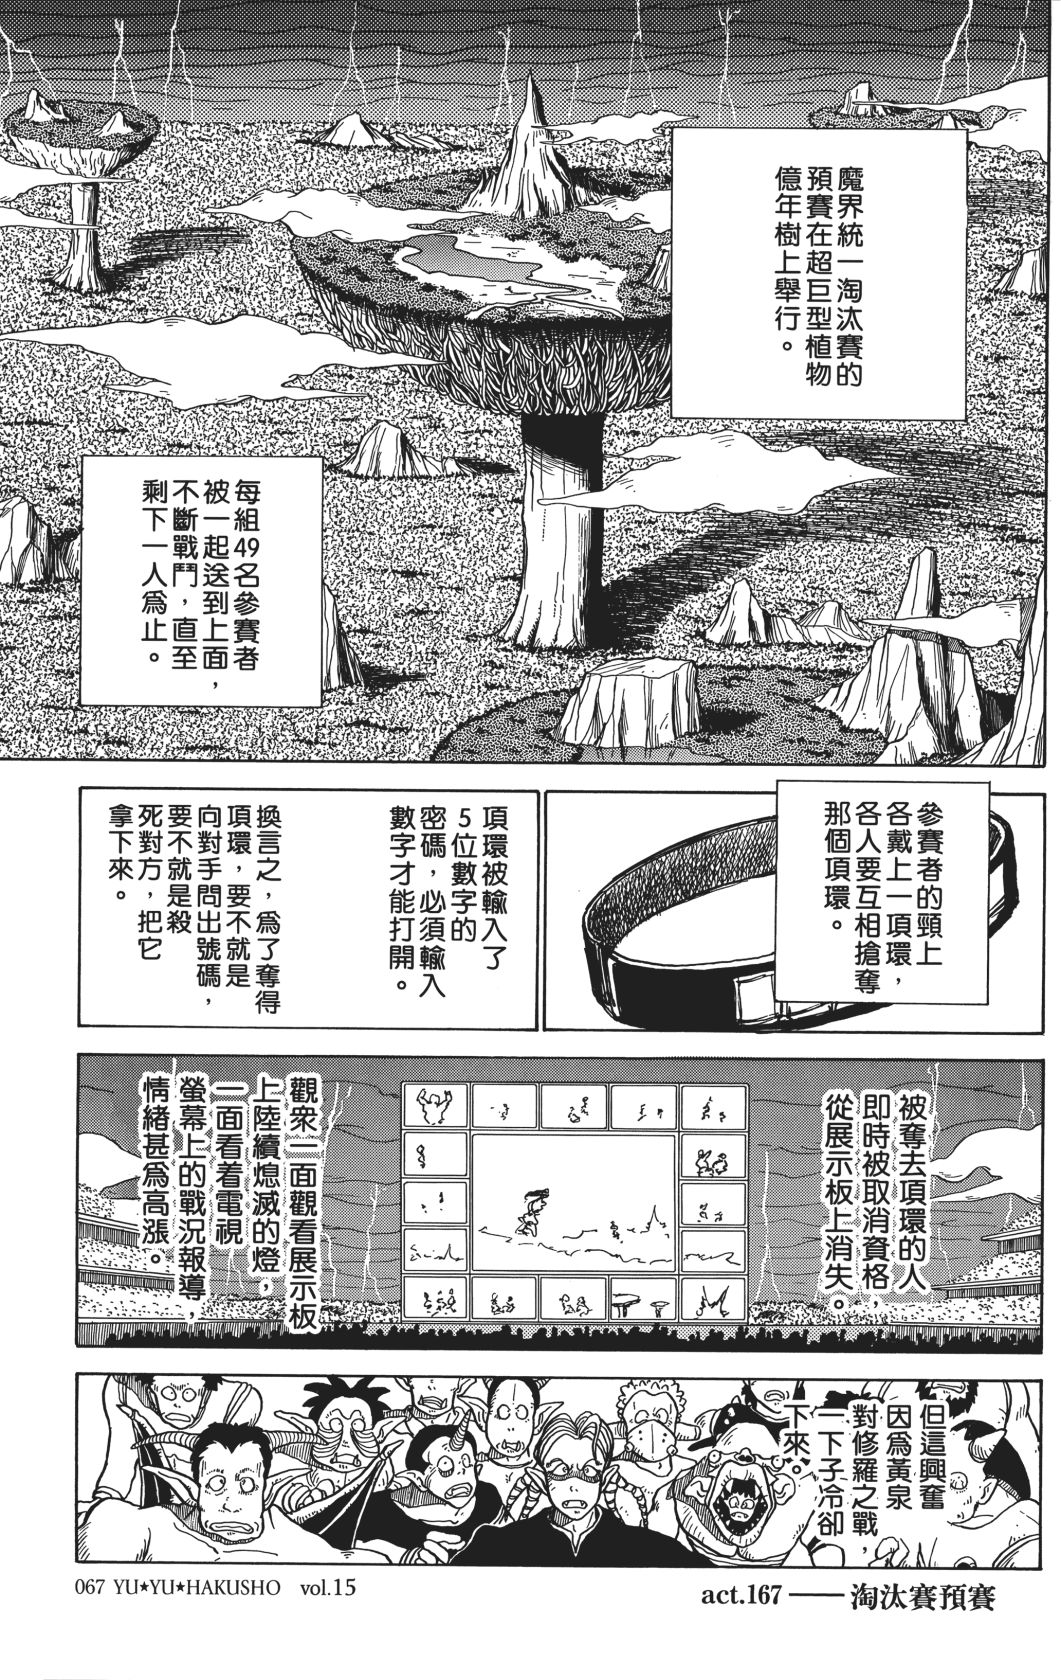 魔界統一淘汰賽的
預賽在超巨型植物
億年樹上舉行。
每組49名參賽者
被一起送到上面，
不斷戰鬥，直至
剩下一人為止。
參賽者的頸上
各戴上一項環，
各人要互相搶奪
那個項環。
項環被輸入了
5位數字的
密碼，必須輸入
數字才能打開。
換言之，為了奪得
項環，要不就是
向對手問出號碼，
要不就是殺
死對方，把它
拿下來。
被奪去項環的人
即時被取消資格，
從展示板上消失。
觀眾一面觀看展示板
上陸續熄滅的燈，
一面看着電視
螢幕上的戰況報導，
情緒甚為高漲。
但這興奮
因為黃泉
對修羅之戰，
一下子冷卻
下來。
067 YU★YU★HAKUSHO vol.15
act.167——淘汰賽預賽